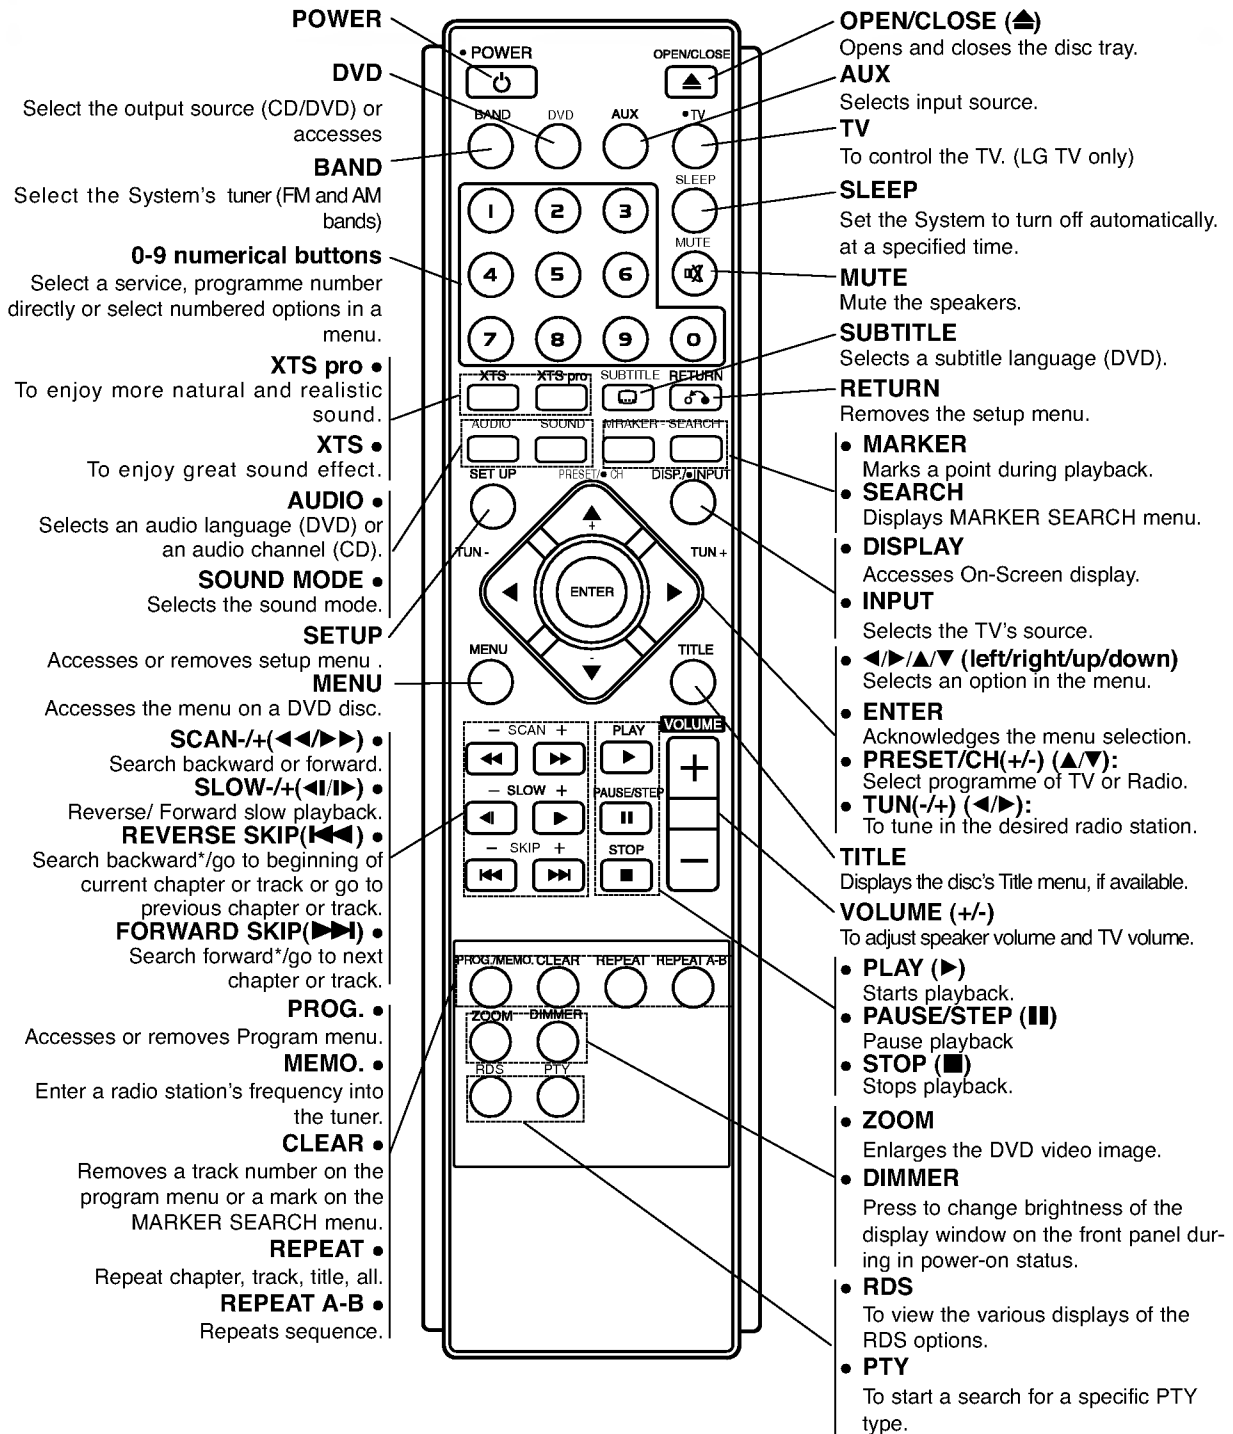 POWER
DVD
Select the output source (CD/DVD) or
accesses
BAND
Select the System's tuner (FM and AM
bands)
0-9 numerical buttons
Select a service, programme number
directly or select numbered options in a
menu.
XTS pro ●
To enjoy more natural and realistic
sound.
XTS ●
To enjoy great sound effect.
AUDIO ●
Selects an audio language (DVD) or
an audio channel (CD).
SOUND MODE ●
Selects the sound mode.
SETUP
Accesses or removes setup menu .
MENU
Accesses the menu on a DVD disc.
SCAN-/+(◀◀/▶▶) ●
Search backward or forward.
SLOW-/+(◀I/I▶) ●
Reverse/ Forward slow playback.
REVERSE SKIP(I◀◀) ●
Search backward*/go to beginning of
current chapter or track or go to
previous chapter or track.
FORWARD SKIP(▶▶I) ●
Search forward*/go to next
chapter or track.
PROG. ●
Accesses or removes Program menu.
MEMO. ●
Enter a radio station's frequency into
the tuner.
CLEAR ●
Removes a track number on the
program menu or a mark on the
MARKER SEARCH menu.
REPEAT ●
Repeat chapter, track, title, all.
REPEAT A-B ●
Repeats sequence.
● POWER OPEN/CLOSE
BAND DVD AUX ● TV
SLEEP
1 2 3
MUTE
4 5 6
7 8 9 0
XTS XTS pro SUBTITLE RETURN
AUDIO SOUND MRAKER - SEARCH
SET UP PRESET/● CH DISP./●INPUT
+
TUN - TUN +
ENTER
-
MENU TITLE
− SCAN + PLAY VOLUME
+
− SLOW + PAUSE/STEP
− SKIP + STOP
−
PROG./MEMO. CLEAR REPEAT REPEAT A-B
ZOOM DIMMER
RDS PTY
OPEN/CLOSE (⏏)
Opens and closes the disc tray.
AUX
Selects input source.
TV
To control the TV. (LG TV only)
SLEEP
Set the System to turn off automatically.
at a specified time.
MUTE
Mute the speakers.
SUBTITLE
Selects a subtitle language (DVD).
RETURN
Removes the setup menu.
● MARKER
Marks a point during playback.
● SEARCH
Displays MARKER SEARCH menu.
● DISPLAY
Accesses On-Screen display.
● INPUT
Selects the TV's source.
● ◀/▶/▲/▼ (left/right/up/down)
Selects an option in the menu.
● ENTER
Acknowledges the menu selection.
● PRESET/CH(+/-) (▲/▼):
Select programme of TV or Radio.
● TUN(-/+) (◀/▶):
To tune in the desired radio station.
TITLE
Displays the disc's Title menu, if available.
VOLUME (+/-)
To adjust speaker volume and TV volume.
● PLAY (▶)
Starts playback.
● PAUSE/STEP (❚❚)
Pause playback
● STOP (■)
Stops playback.
● ZOOM
Enlarges the DVD video image.
● DIMMER
Press to change brightness of the
display window on the front panel dur-
ing in power-on status.
● RDS
To view the various displays of the
RDS options.
● PTY
To start a search for a specific PTY
type.